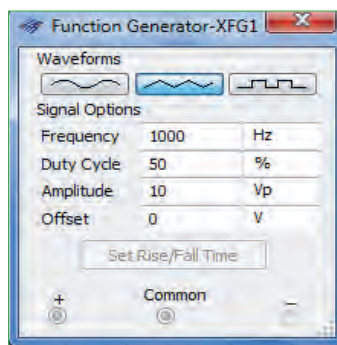 Function Generator-XFG1
Waveforms
Signal Options
Frequency 1000 Hz
Duty Cycle 50 %
Amplitude 10 Vp
Offset 0 V
Set Rise/Fall Time
+ Common –